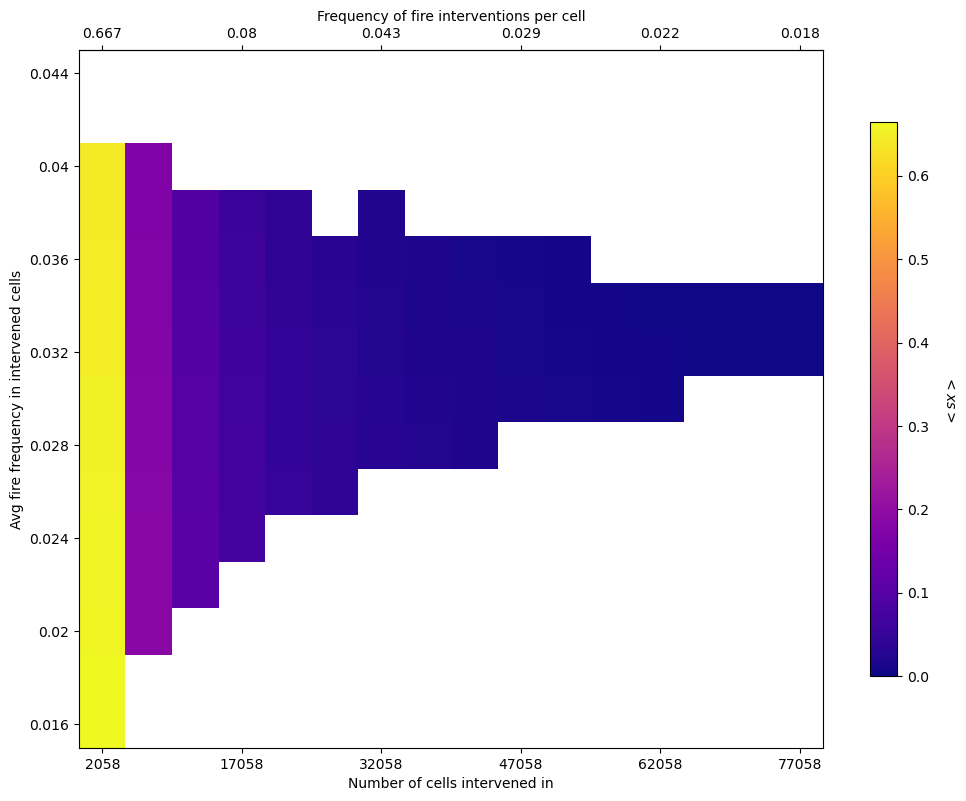 Frequency of fire interventions per cell
0.667 0.08 0.043 0.029 0.022 0.018
0.044
0.04
0.036
0.032
0.028
0.024
0.02
0.016
Avg fire frequency in intervened cells
2058 17058 32058 47058 62058 77058
Number of cells intervened in
0.6
0.5
0.4
0.3
0.2
0.1
0.0
<xs>